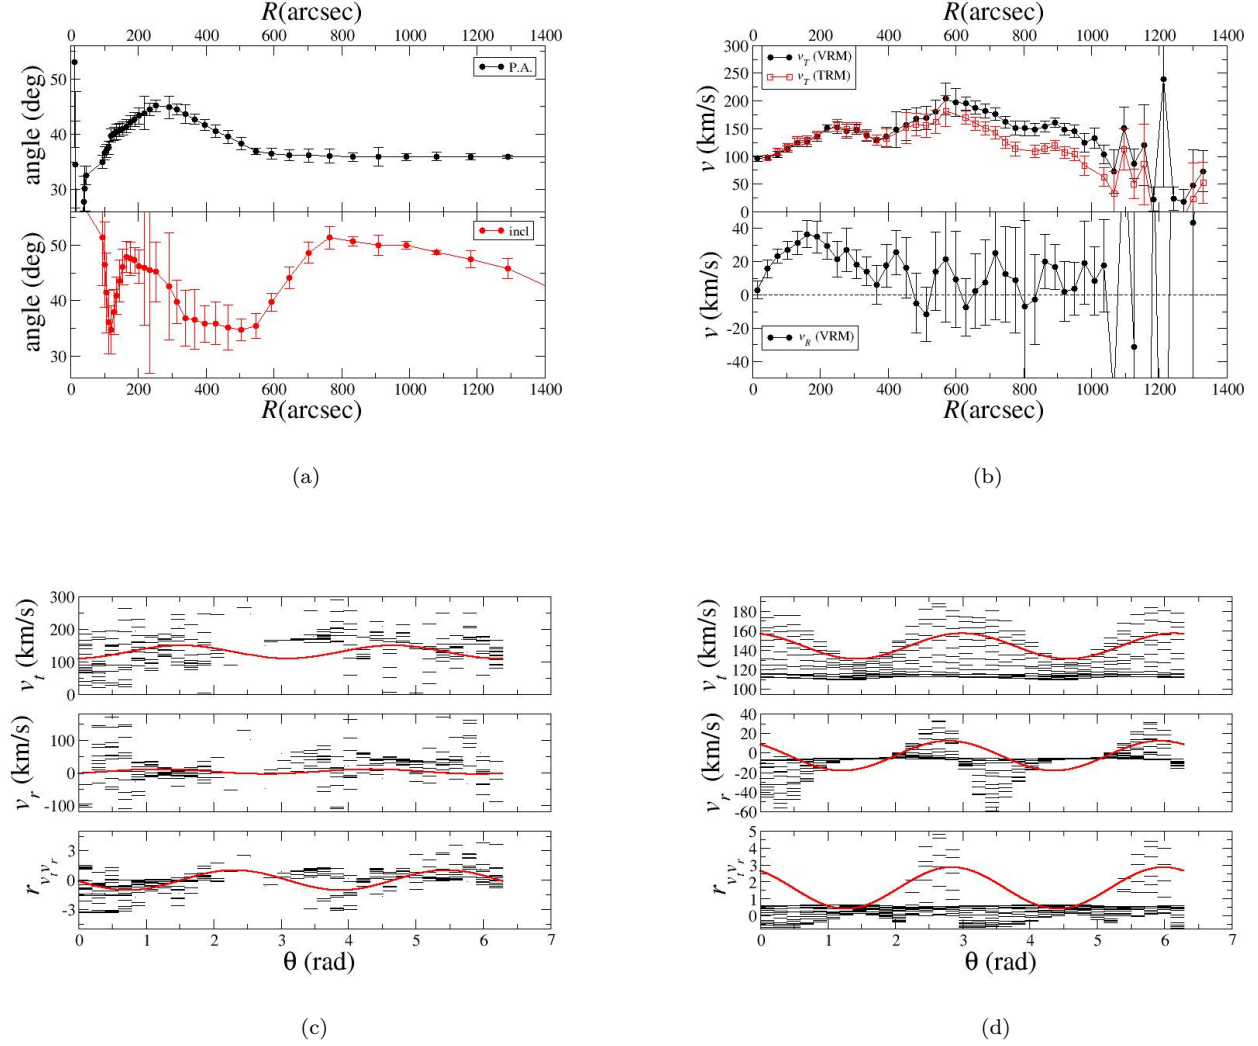 R(arcsec)
0 200 400 600 800 1000 1200 1400
angle (deg)
50
40
30
P.A.
angle (deg)
50
40
30
incl
0 200 400 600 800 1000 1200 1400
R(arcsec)
(a)
R(arcsec)
0 200 400 600 800 1000 1200 1400
v (km/s)
300
250
200
150
100
50
0
v_T (VRM)
v_T (TRM)
v (km/s)
40
20
0
-20
-40
v_R (VRM)
0 200 400 600 800 1000 1200 1400
R(arcsec)
(b)
v_t (km/s)
300
200
100
0
v_r (km/s)
100
0
-100
r_{v_t v_r}
3
0
-3
0 1 2 3 4 5 6 7
θ (rad)
(c)
v_t (km/s)
180
160
140
120
100
v_r (km/s)
40
20
0
-20
-40
-60
r_{v_t v_r}
5
4
3
2
1
0
0 1 2 3 4 5 6 7
θ (rad)
(d)